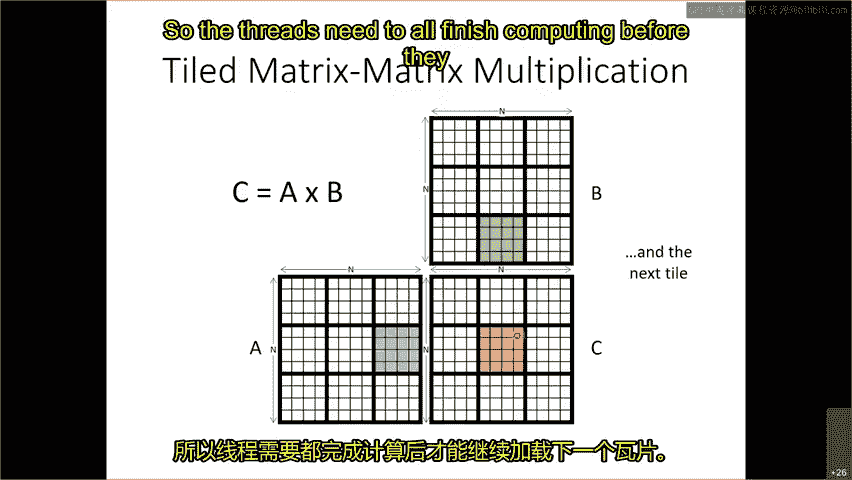 So the threads need to all finish computing before
they
Tiled Matrix-Matrix Multiplication
N
N
B
C = A x B
…and the
next tile
N
N
A
N
N
C
所以线程需要都完成计算后才能继续加载下一个瓦片。
+26